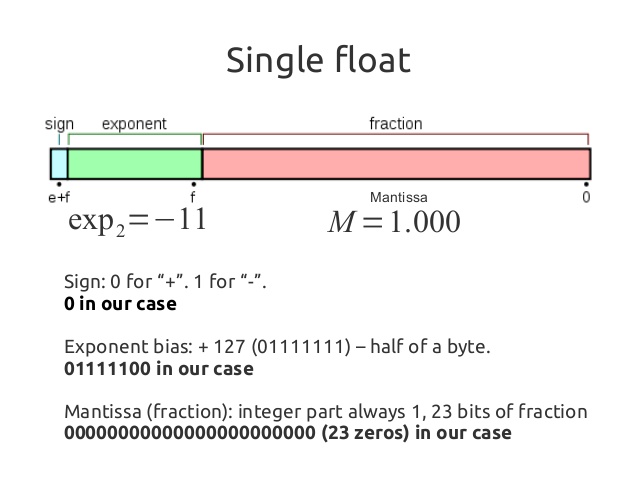 Single float
sign exponent fraction
e+f f Mantissa 0
exp₂=−11 M=1.000
Sign: 0 for “+”. 1 for “-”.
0 in our case
Exponent bias: + 127 (01111111) – half of a byte.
01111100 in our case
Mantissa (fraction): integer part always 1, 23 bits of fraction
00000000000000000000000 (23 zeros) in our case